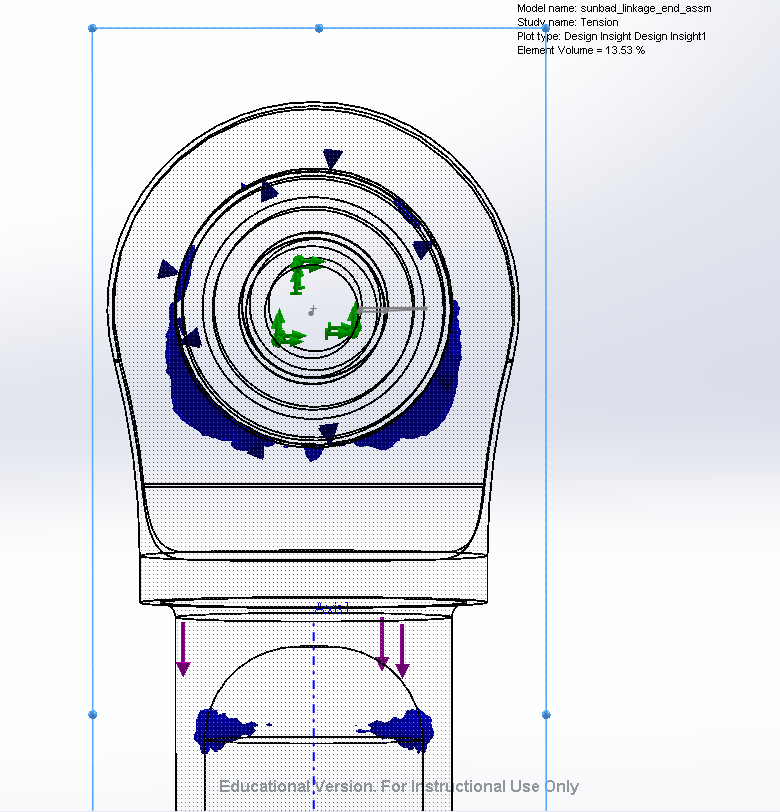 Model name: sunbad_linkage_end_assm
Study name: Tension
Plot type: Design Insight Design Insight1
Element Volume = 13.53 %
Axis1
Educational Version. For Instructional Use Only